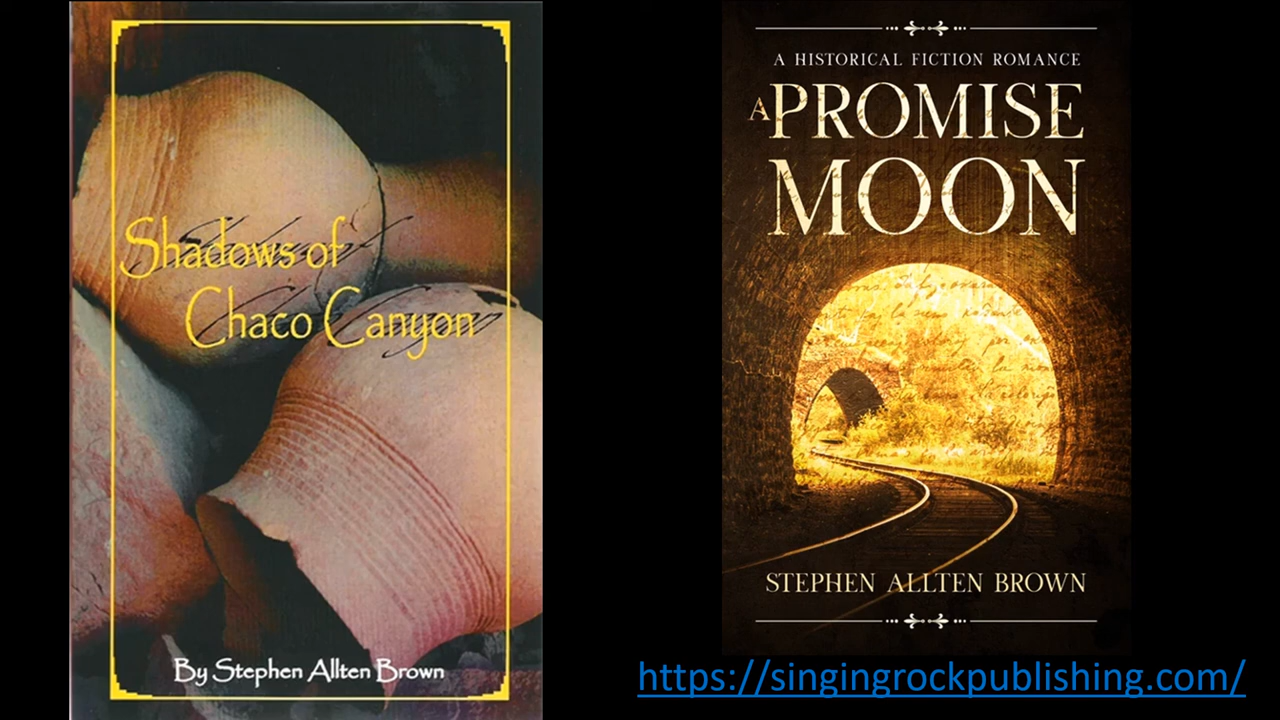 Shadows of
Chaco Canyon
By Stephen Allten Brown
A HISTORICAL FICTION ROMANCE
A PROMISE
MOON
STEPHEN ALLTEN BROWN
https://singingrockpublishing.com/